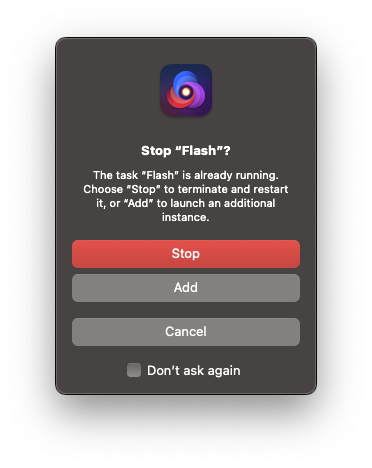 Stop “Flash”?
The task “Flash” is already running.
Choose “Stop” to terminate and restart
it, or “Add” to launch an additional
instance.
Stop
Add
Cancel
Don’t ask again